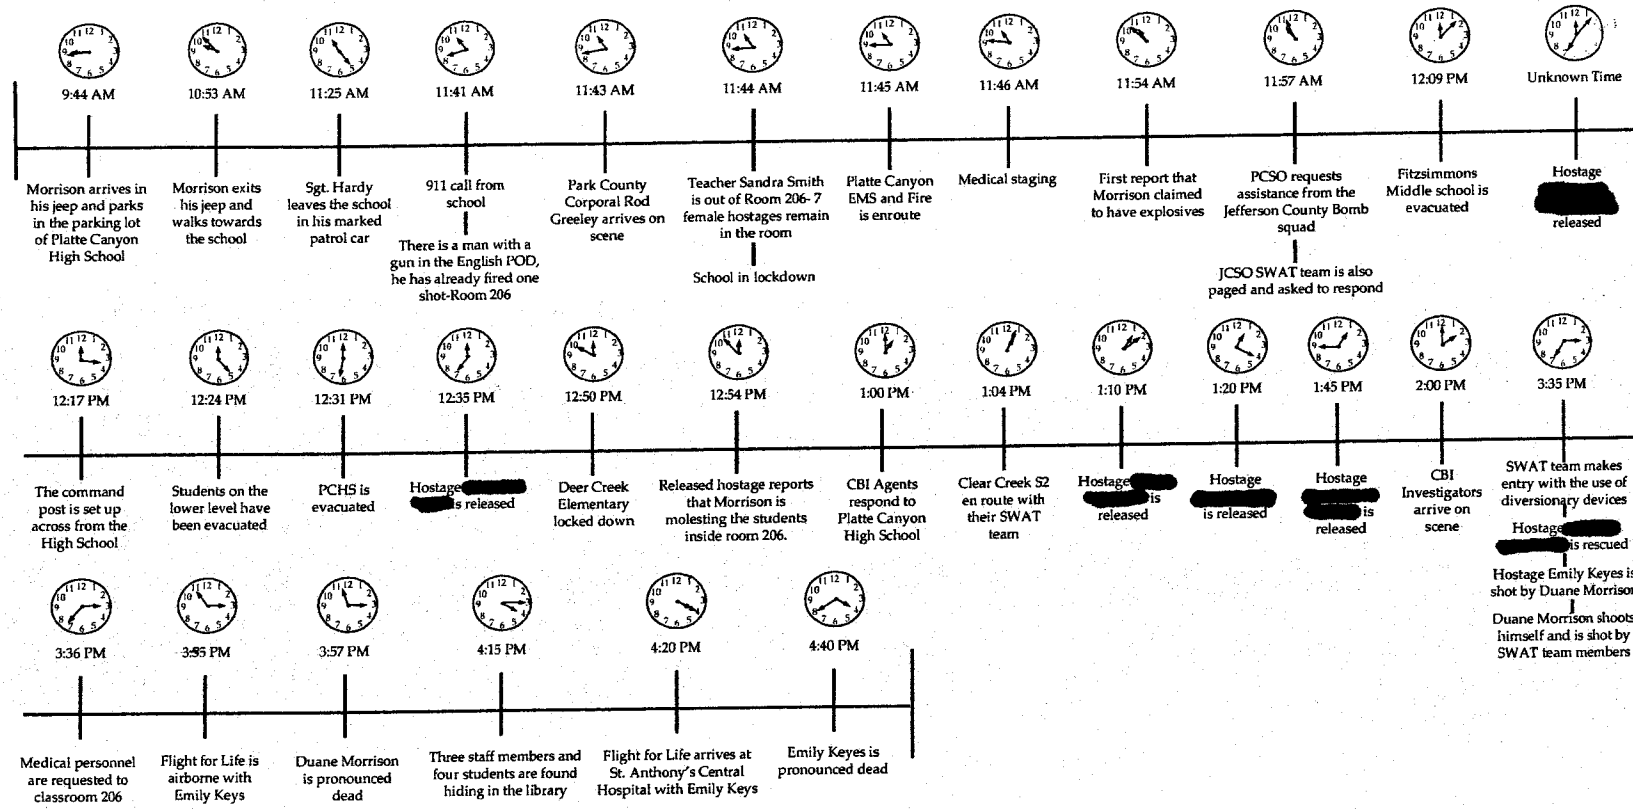 9:44 AM
Morrison arrives in
his jeep and parks
in the parking lot
of Platte Canyon
High School
10:53 AM
Morrison exits
his jeep and
walks towards
the school
11:25 AM
Sgt. Hardy
leaves the school
in his marked
patrol car
11:41 AM
911 call from
school
There is a man with a
gun in the English POD,
he has already fired one
shot-Room 206
11:43 AM
Park County
Corporal Rod
Greeley arrives on
scene
11:44 AM
Teacher Sandra Smith
is out of Room 206- 7
female hostages remain
in the room
School in lockdown
11:45 AM
Platte Canyon
EMS and Fire
is enroute
11:46 AM
Medical staging
11:54 AM
First report that
Morrison claimed
to have explosives
11:57 AM
PCSO requests
assistance from the
Jefferson County Bomb
squad
JCSO SWAT team is also
paged and asked to respond
12:09 PM
Fitzsimmons
Middle school is
evacuated
Unknown Time
Hostage
released
12:17 PM
The command
post is set up
across from the
High School
12:24 PM
Students on the
lower level have
been evacuated
12:31 PM
PCHS is
evacuated
12:35 PM
Hostage
is released
12:50 PM
Deer Creek
Elementary
locked down
12:54 PM
Released hostage reports
that Morrison is
molesting the students
inside room 206.
1:00 PM
CBI Agents
respond to
Platte Canyon
High School
1:04 PM
Clear Creek S2
en route with
their SWAT
team
1:10 PM
Hostage
is
released
1:20 PM
Hostage
is released
1:45 PM
Hostage
is
released
2:00 PM
CBI
Investigators
arrive on
scene
3:35 PM
SWAT team makes
entry with the use of
diversionary devices
Hostage
is rescued
Hostage Emily Keyes is
shot by Duane Morrison
Duane Morrison shoots
himself and is shot by
SWAT team members
3:36 PM
Medical personnel
are requested to
classroom 206
3:55 PM
Flight for Life is
airborne with
Emily Keys
3:57 PM
Duane Morrison
is pronounced
dead
4:15 PM
Three staff members and
four students are found
hiding in the library
4:20 PM
Flight for Life arrives at
St. Anthony's Central
Hospital with Emily Keys
4:40 PM
Emily Keyes is
pronounced dead